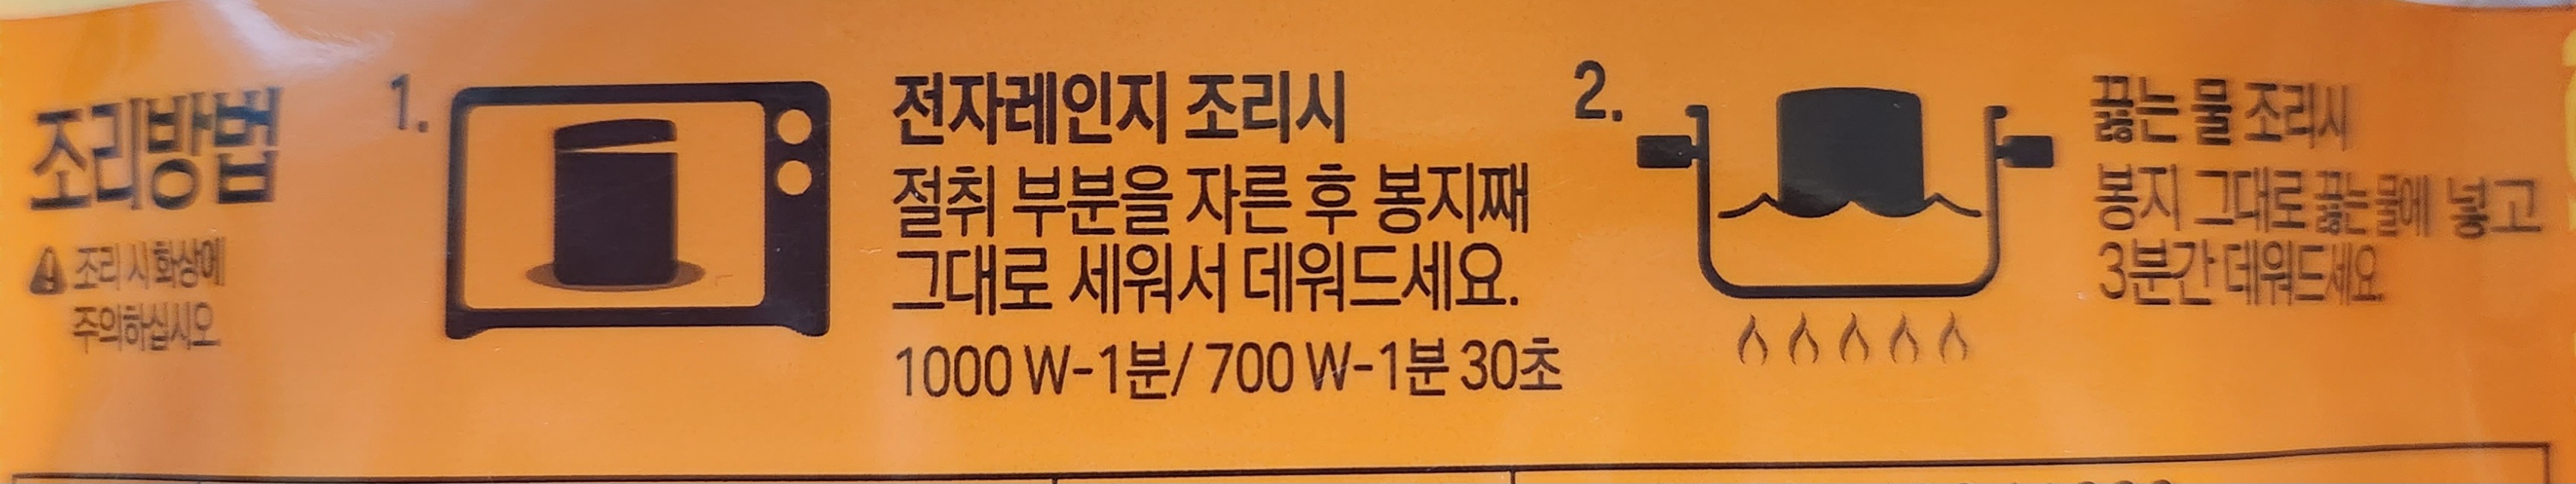 조리방법
조리 시 화상에
주의하십시오.
1.
전자레인지 조리시
절취 부분을 자른 후 봉지째
그대로 세워서 데워드세요.
1000 W-1분/ 700 W-1분 30초
2.
끓는 물 조리시
봉지 그대로 끓는 물에 넣고
3분간 데워드세요.